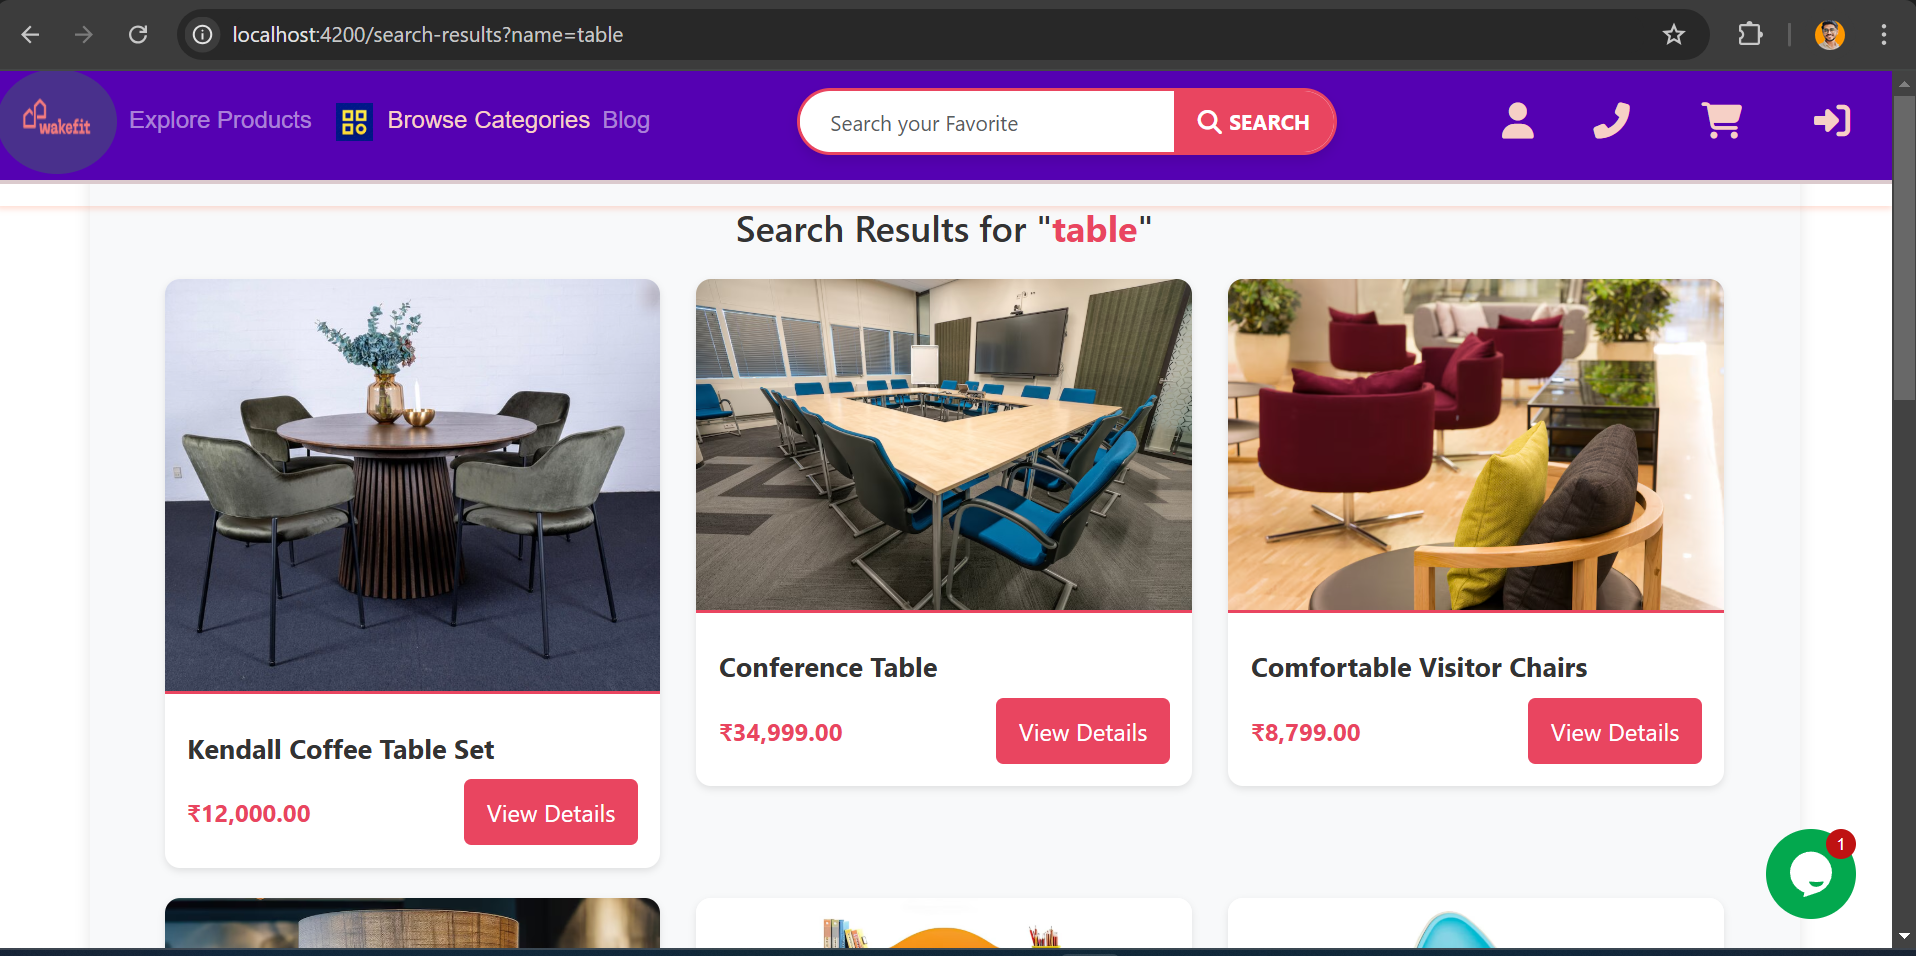 localhost:4200/search-results?name=table
wakefit
Explore Products
Browse Categories
Blog
Search your Favorite
SEARCH
Search Results for "table"
Kendall Coffee Table Set
₹12,000.00
View Details
Conference Table
₹34,999.00
View Details
Comfortable Visitor Chairs
₹8,799.00
View Details
1